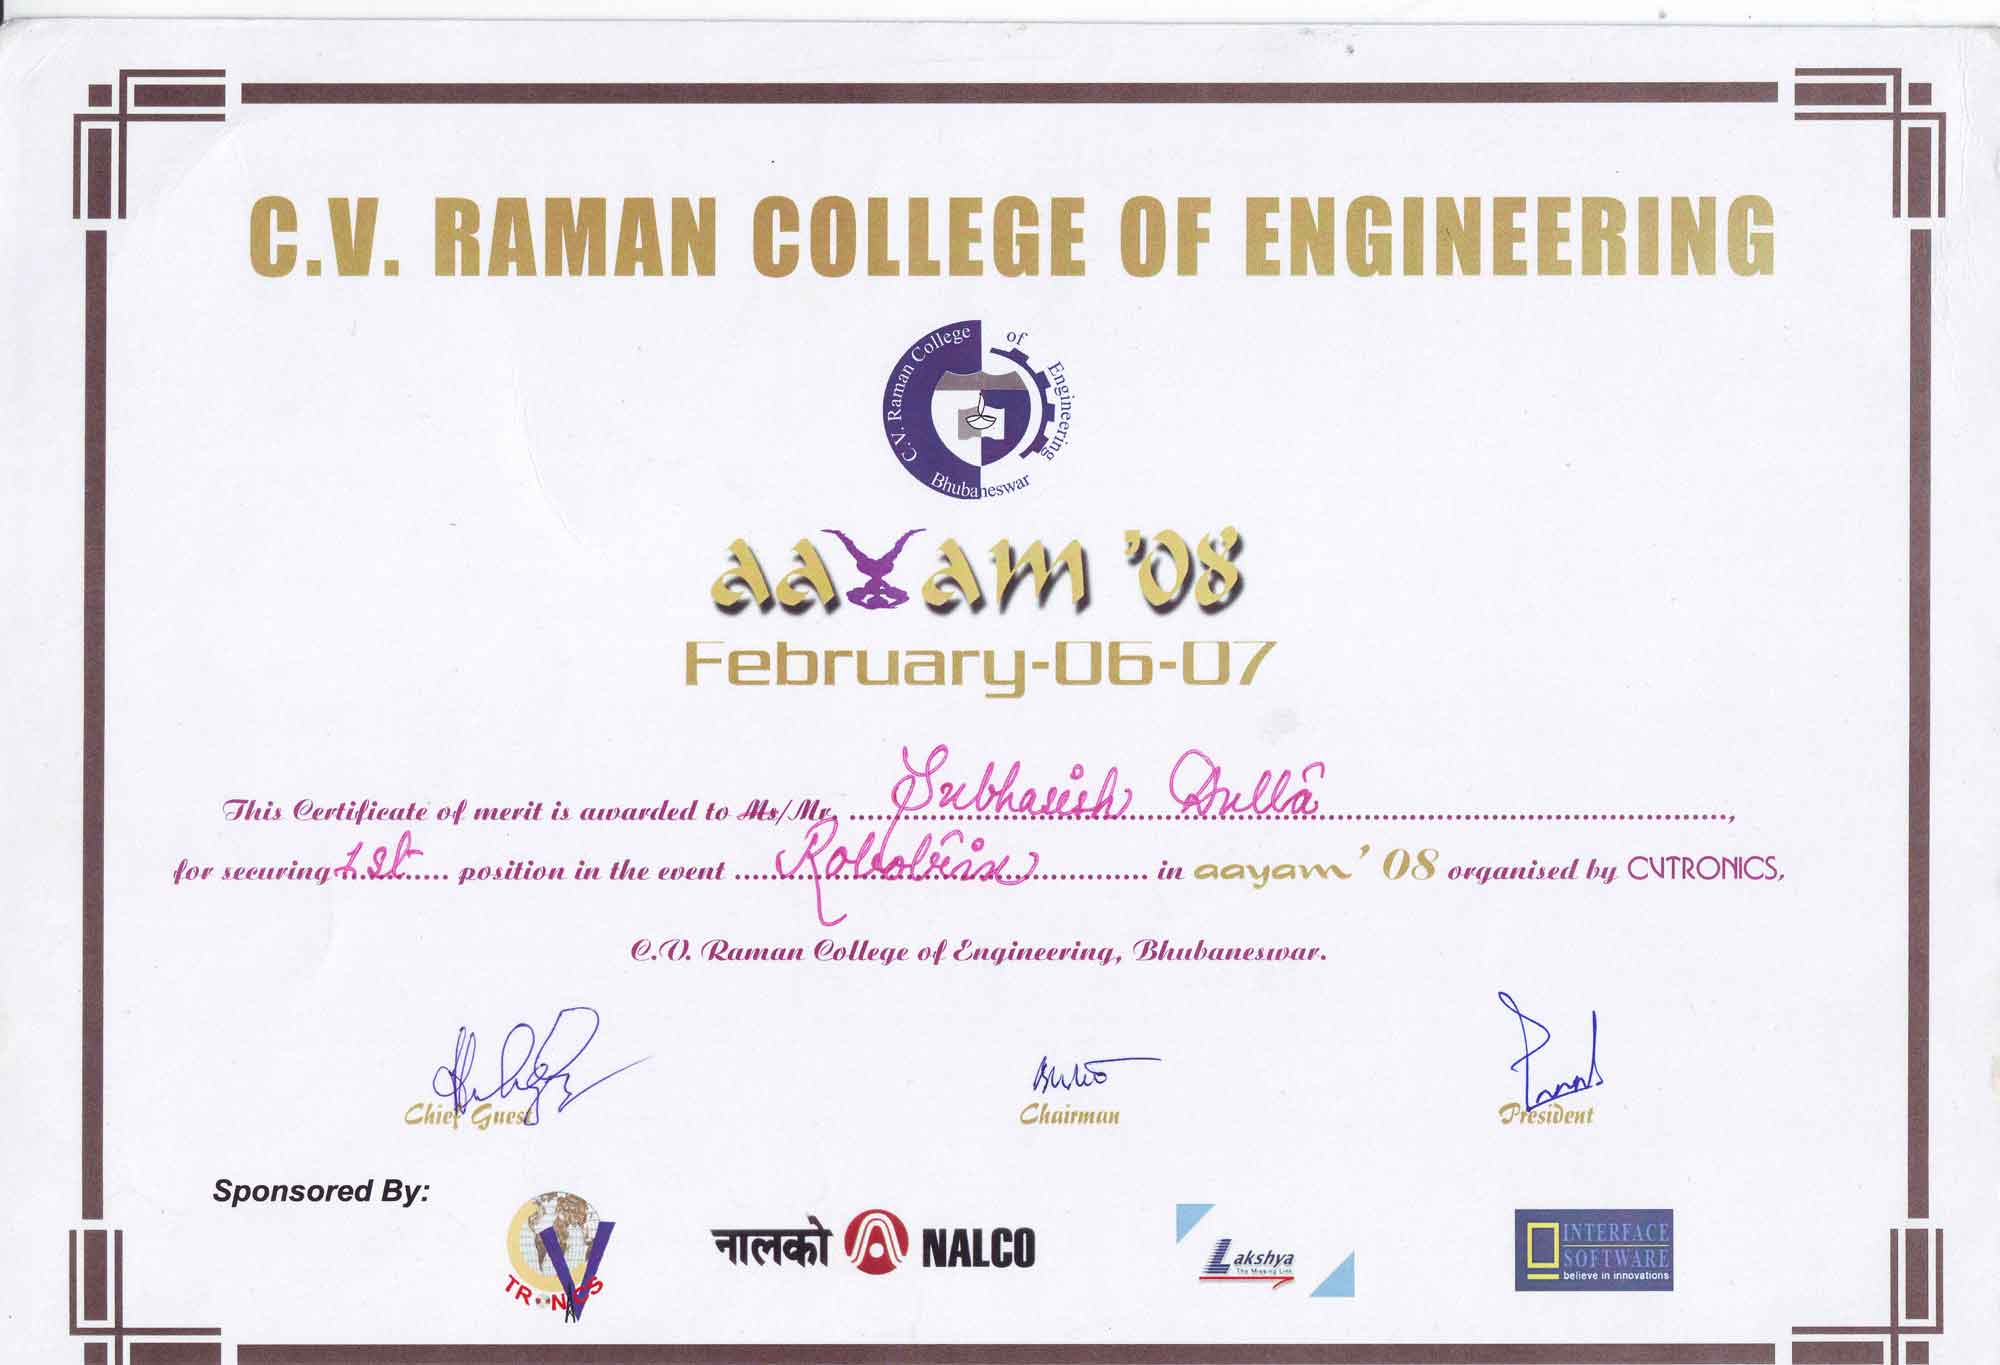 C.V. RAMAN COLLEGE OF ENGINEERING
C.V. Raman College of Engineering
Bhubaneswar
aayam '08
February-06-07
This Certificate of merit is awarded to Ms/Mr. Subhasish Dutta,
for securing 1st position in the event in aayam' 08 organised by CVTRONICS,
C.V. Raman College of Engineering, Bhubaneswar.
Chief Guest Chairman President
Sponsored By:
TRONICS
नालको NALCO
Lakshya
The Missing Link
INTERFACE
SOFTWARE
believe in innovations